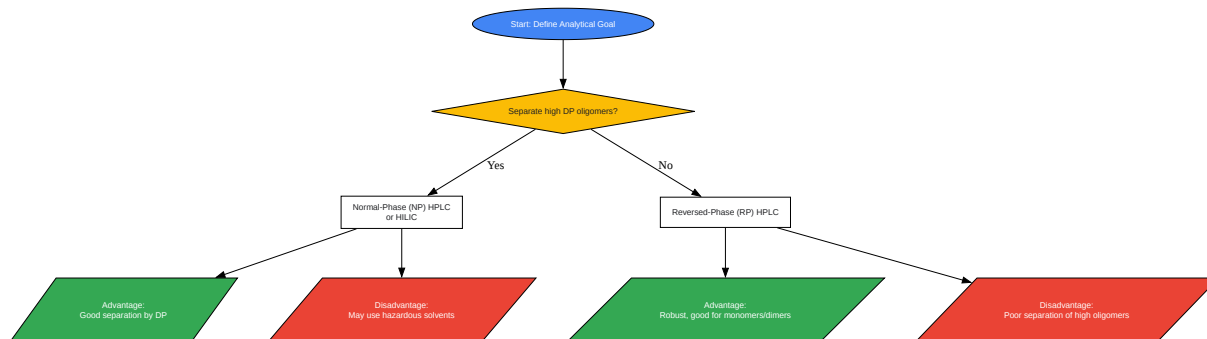 Start: Define Analytical Goal
Separate high DP oligomers?
Yes
No
Normal-Phase (NP) HPLC
or HILIC
Reversed-Phase (RP) HPLC
Advantage:
Good separation by DP
Disadvantage:
May use hazardous solvents
Advantage:
Robust, good for monomers/dimers
Disadvantage:
Poor separation of high oligomers